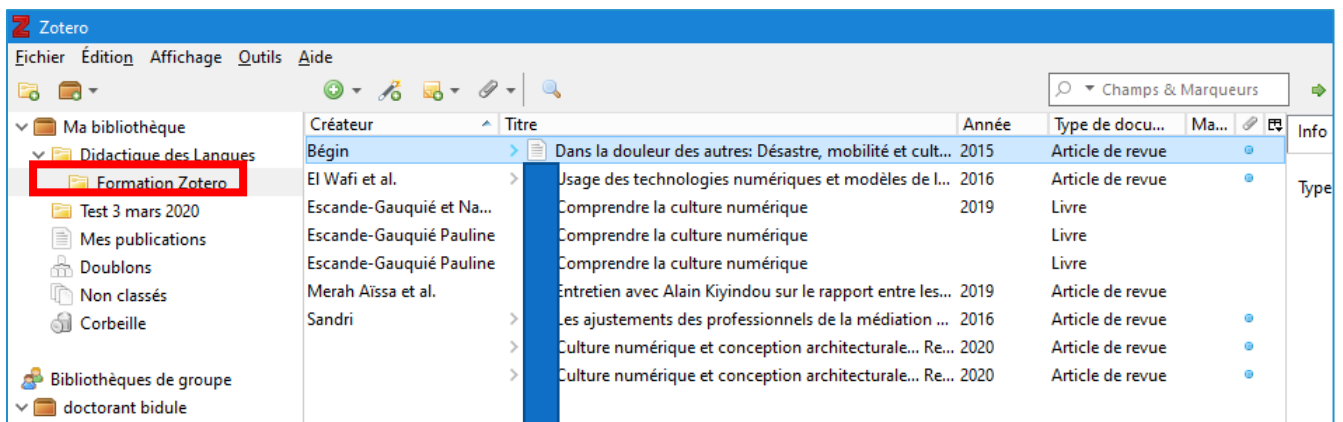 Zotero
Fichier Édition Affichage Outils Aide
Champs & Marqueurs
Ma bibliothèque
Créateur Titre Année Type de docu... Ma... Info
Didactique des Langues
Bégin Dans la douleur des autres: Désastre, mobilité et cult... 2015 Article de revue
Formation Zotero
El Wafi et al. Usage des technologies numériques et modèles de l... 2016 Article de revue
Type
Test 3 mars 2020
Escande-Gauquié et Na... Comprendre la culture numérique 2019 Livre
Mes publications
Escande-Gauquié Pauline Comprendre la culture numérique Livre
Doublons
Escande-Gauquié Pauline Comprendre la culture numérique Livre
Non classés
Merah Aïssa et al. Entretien avec Alain Kiyindou sur le rapport entre les... 2019 Article de revue
Corbeille
Sandri Les ajustements des professionnels de la médiation ... 2016 Article de revue
Culture numérique et conception architecturale... Re... 2020 Article de revue
Bibliothèques de groupe
Culture numérique et conception architecturale... Re... 2020 Article de revue
doctorant bidule